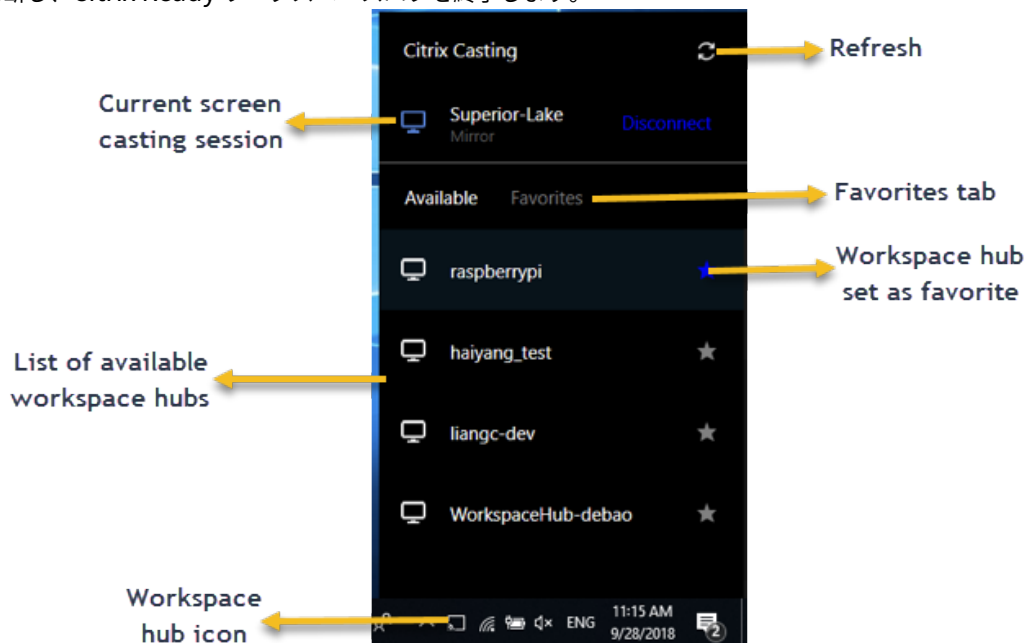 Citrix Ready
Citrix Casting
Refresh
Current screen
casting session
Superior-Lake
Mirror
Disconnect
Available Favorites
Favorites tab
raspberrypi
Workspace hub
set as favorite
haiyang_test
List of available
workspace hubs
liangc-dev
WorkspaceHub-debao
Workspace
hub icon
ENG
11:15 AM
9/28/2018
2